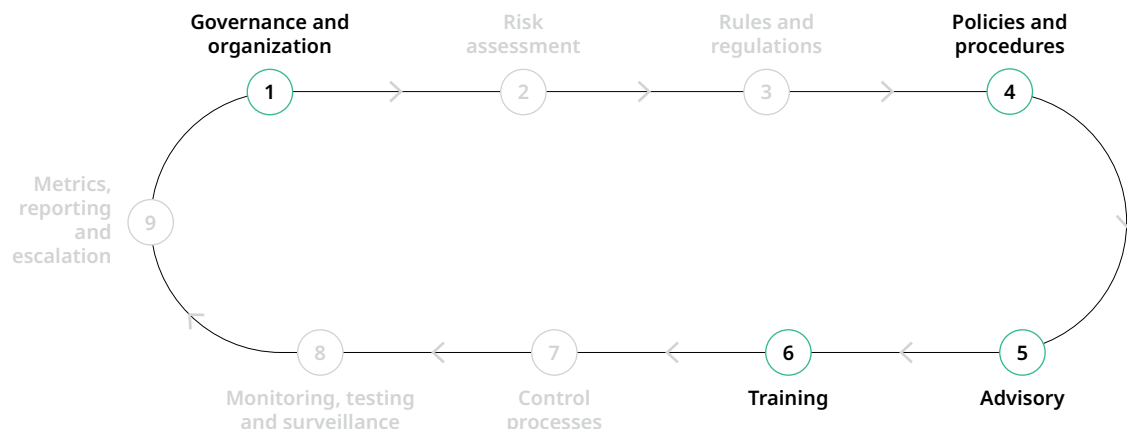 Governance and
organization
Risk
assessment
Rules and
regulations
Policies and
procedures
1
2
3
4
Metrics,
reporting
and
escalation
9
8
7
6
5
Monitoring, testing
and surveillance
Control
processes
Training
Advisory